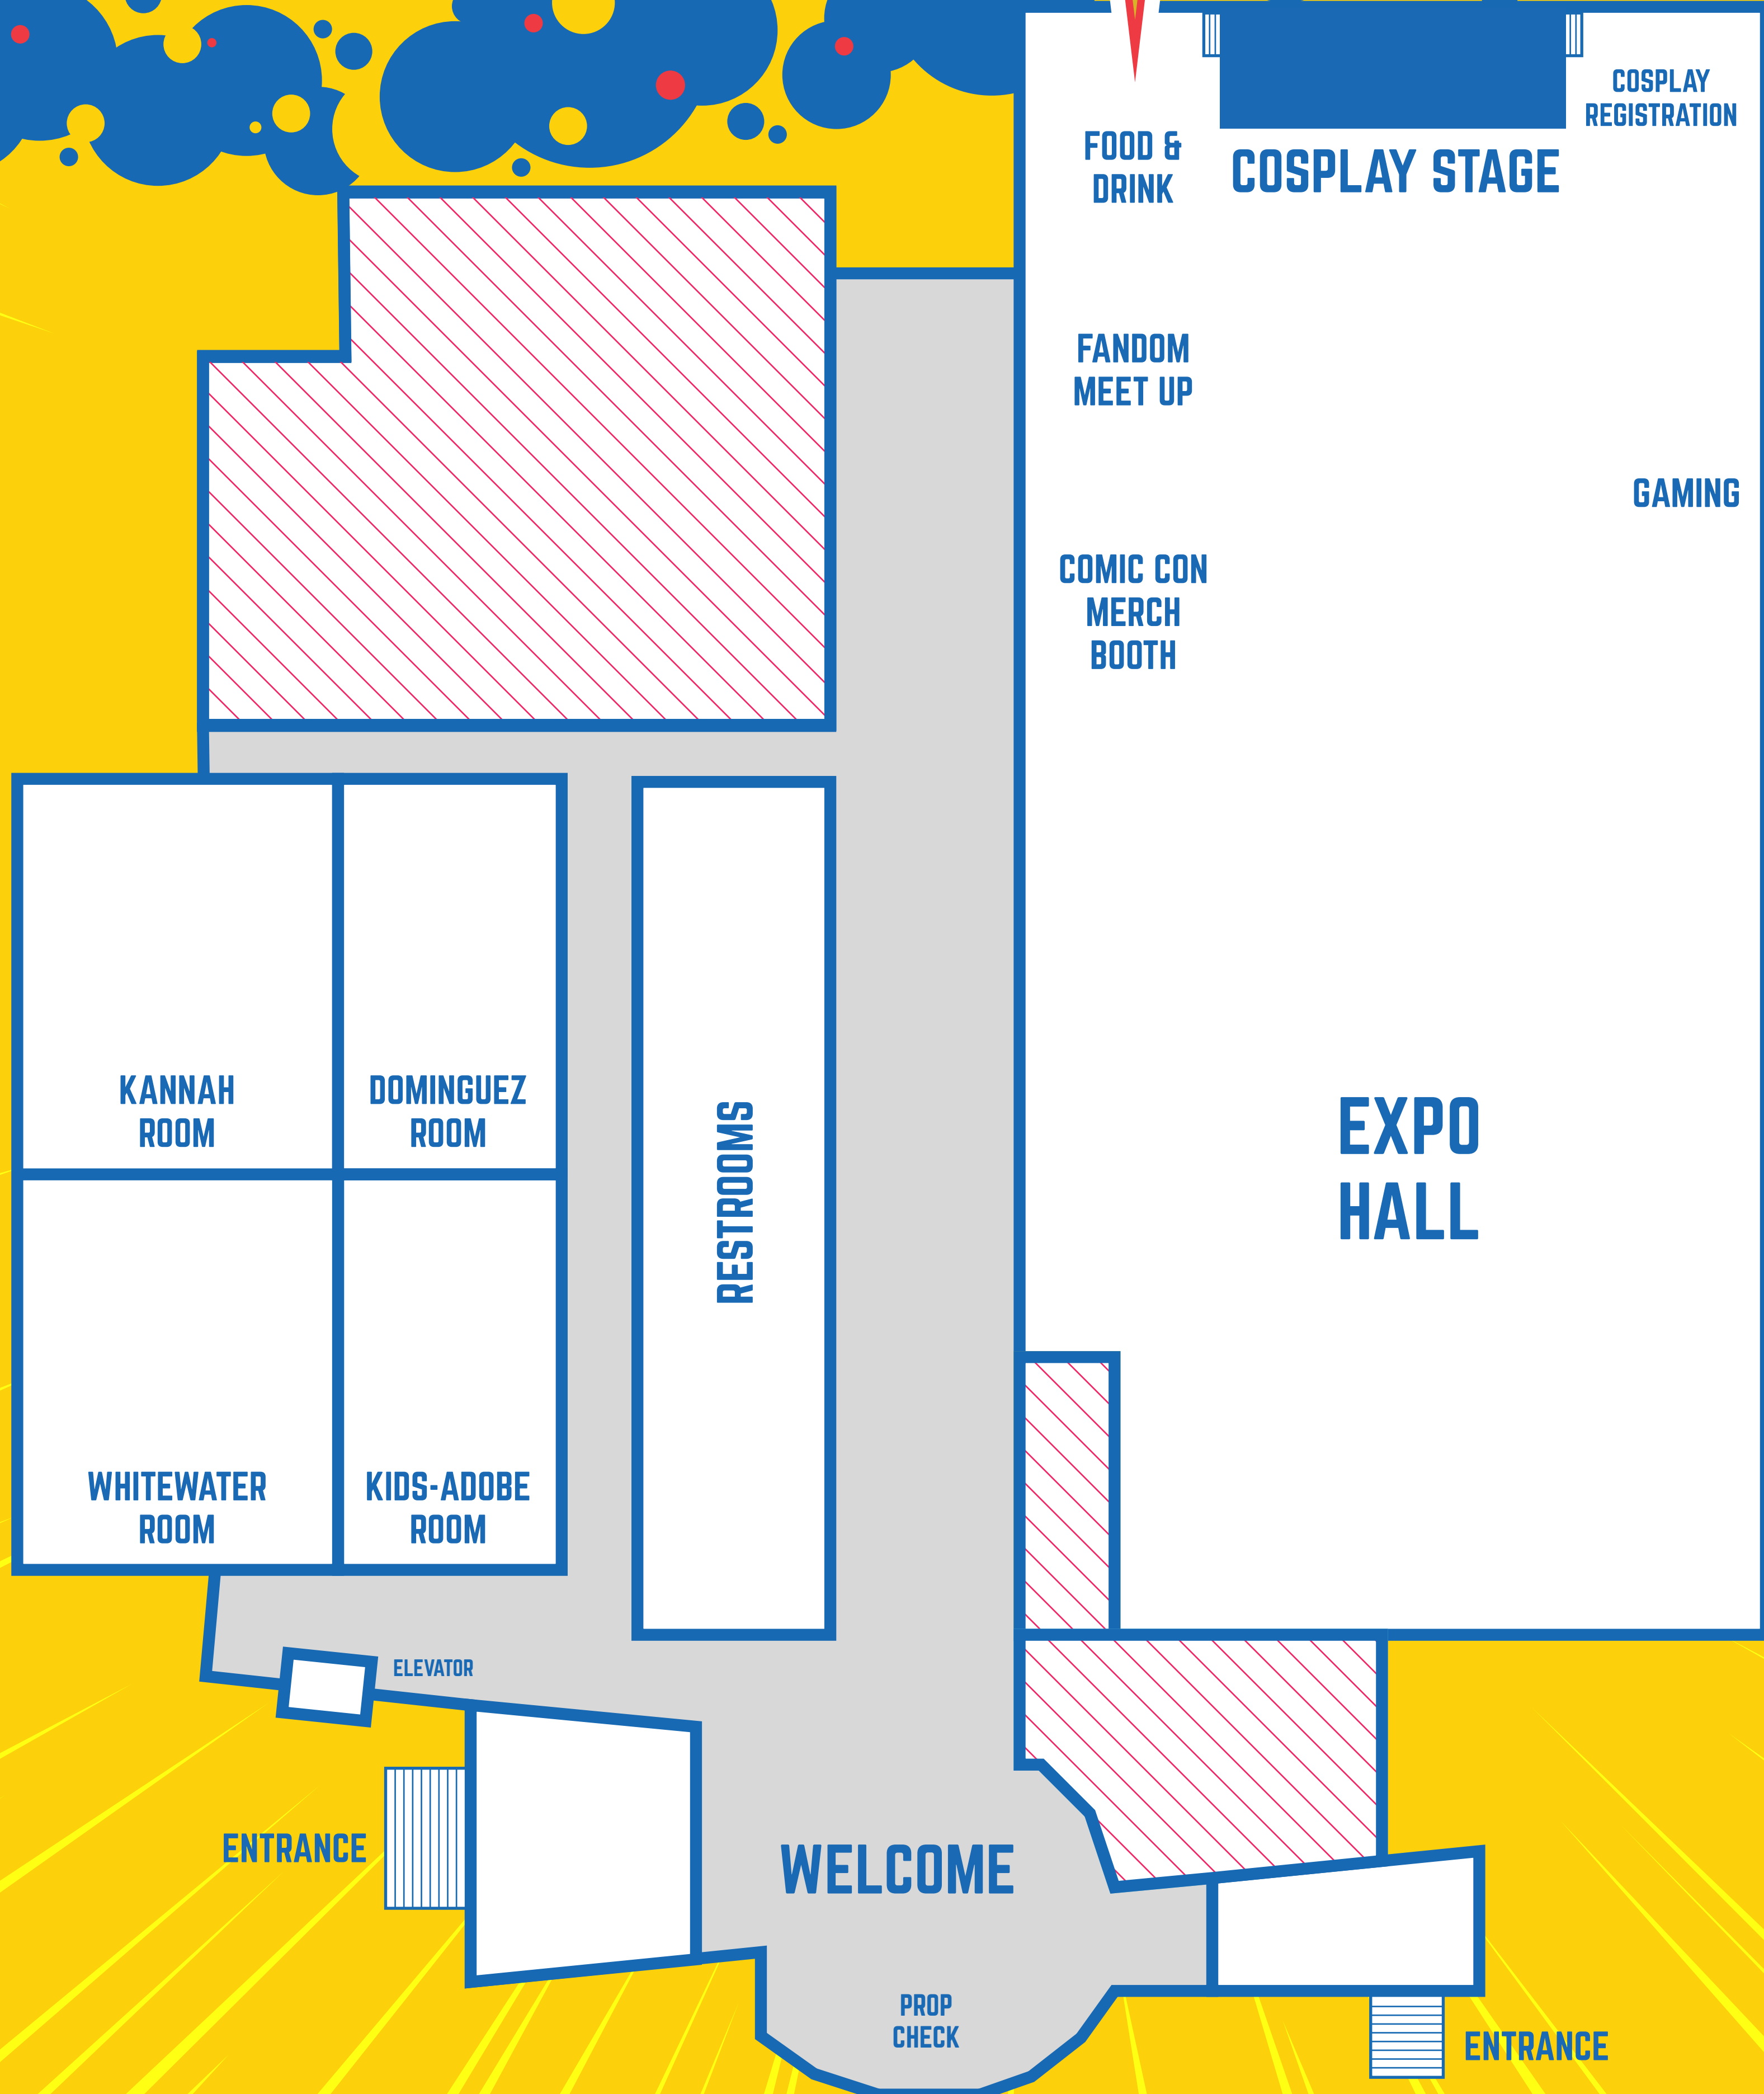 COSPLAY
REGISTRATION
FOOD &
DRINK
COSPLAY STAGE
FANDOM
MEET UP
GAMING
COMIC CON
MERCH
BOOTH
KANNAH
ROOM
DOMINGUEZ
ROOM
RESTROOMS
EXPO
HALL
WHITEWATER
ROOM
KIDS-ADOBE
ROOM
ELEVATOR
ENTRANCE
WELCOME
PROP
CHECK
ENTRANCE